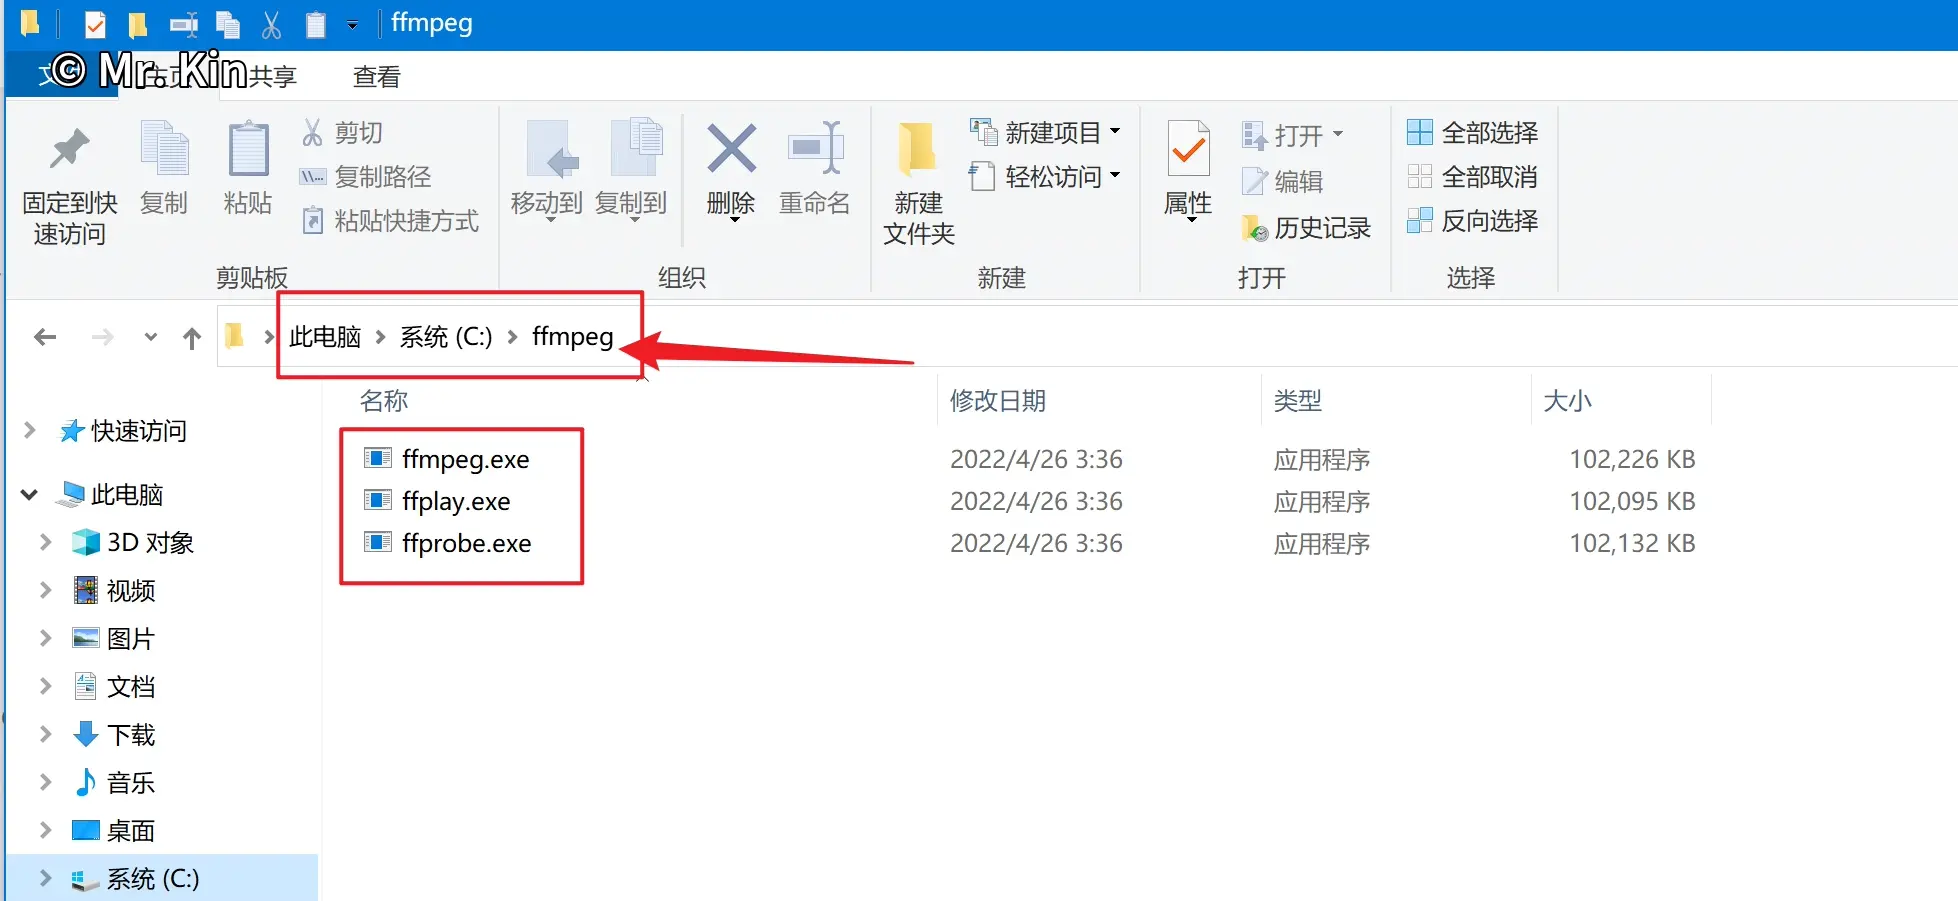 ffmpeg
© Mr. Kin
共享
查看
固定到快
速访问
复制
粘贴
剪切
复制路径
粘贴快捷方式
剪贴板
移动到
复制到
删除
重命名
组织
新建
文件夹
新建项目
轻松访问
新建
属性
打开
编辑
历史记录
打开
全部选择
全部取消
反向选择
选择
此电脑 > 系统 (C:) > ffmpeg
名称 修改日期 类型 大小
ffmpeg.exe 2022/4/26 3:36 应用程序 102,226 KB
ffplay.exe 2022/4/26 3:36 应用程序 102,095 KB
ffprobe.exe 2022/4/26 3:36 应用程序 102,132 KB
快速访问
此电脑
3D 对象
视频
图片
文档
下载
音乐
桌面
系统 (C:)